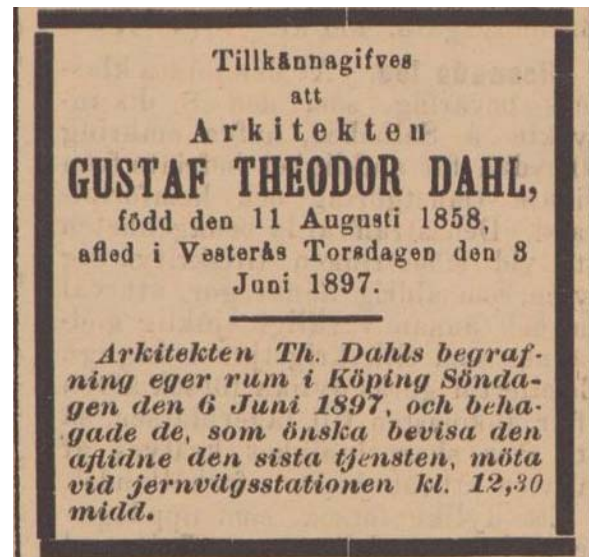 Tillkännagifves
att
Arkitekten
GUSTAF THEODOR DAHL,
född den 11 Augusti 1858,
afled i Vesterås Torsdagen den 3
Juni 1897.
Arkitekten Th. Dahls begraf-
ning eger rum i Köping Sönda-
gen den 6 Juni 1897, och beha-
gade de, som önska bevisa den
aflidne den sista tjensten, möta
vid jernvägsstationen kl. 12,30
midd.